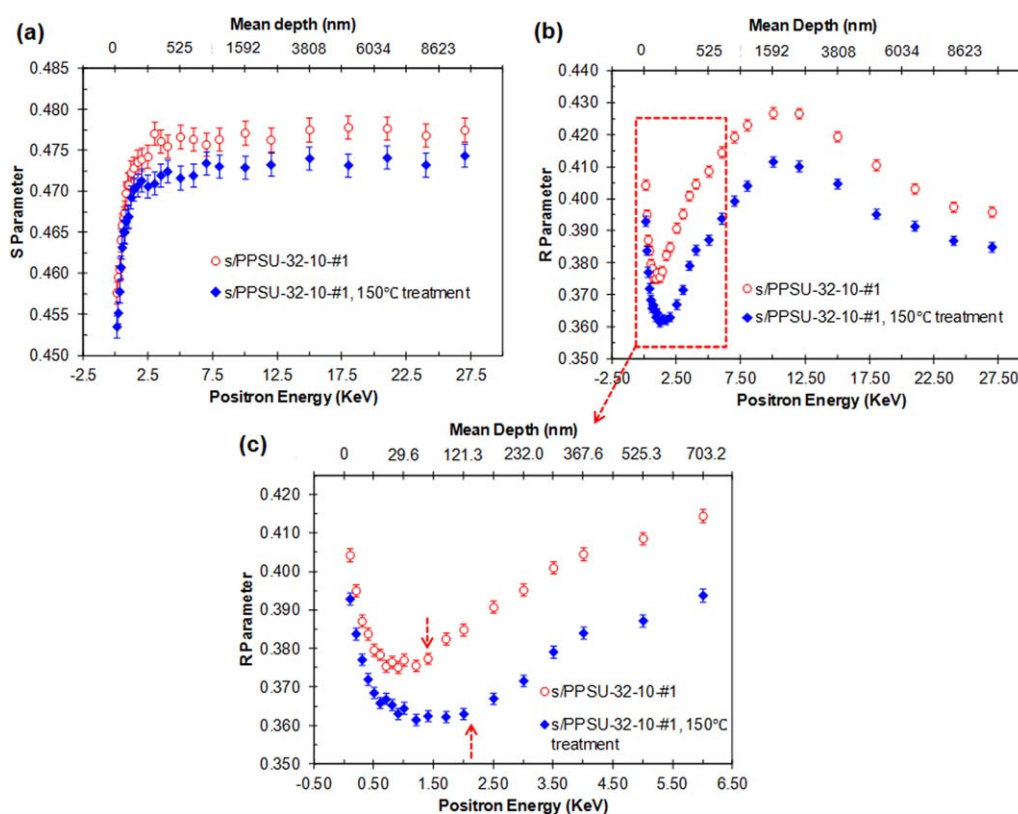 (a)
Mean depth (nm)
0 525 1592 3808 6034 8623
0.485
0.480
0.475
0.470
0.465
0.460
0.455
0.450
S Parameter
s/PPSU-32-10-#1
s/PPSU-32-10-#1, 150℃ treatment
-2.5 2.5 7.5 12.5 17.5 22.5 27.5
Positron Energy (KeV)
(b)
Mean depth (nm)
0 525 1592 3808 6034 8623
0.440
0.430
0.420
0.410
0.400
0.390
0.380
0.370
0.360
0.350
R Parameter
s/PPSU-32-10-#1
s/PPSU-32-10-#1, 150℃ treatment
-2.50 2.50 7.50 12.50 17.50 22.50 27.50
Positron Energy (KeV)
(c)
Mean Depth (nm)
0 29.6 121.3 232.0 367.6 525.3 703.2
0.420
0.410
0.400
0.390
0.380
0.370
0.360
0.350
R Parameter
s/PPSU-32-10-#1
s/PPSU-32-10-#1, 150℃
treatment
-0.50 0.50 1.50 2.50 3.50 4.50 5.50 6.50
Positron Energy (KeV)